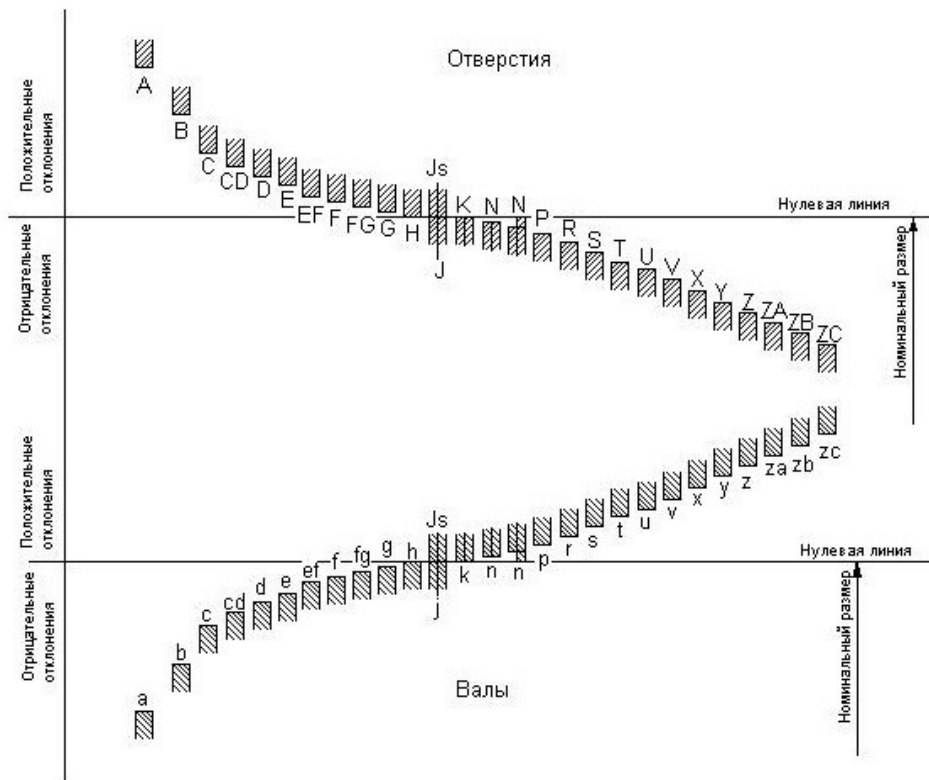 Отверстия
Положительные
отклонения
A
B
C
CD
D
E
EF
F
FG
G
H
Js
J
K
N
N
P
R
S
T
U
V
X
Y
Z
ZA
ZB
ZC
Нулевая линия
Отрицательные
отклонения
Номинальный размер
Положительные
отклонения
Js
k
n
n
p
r
s
t
u
v
x
y
z
za
zb
zc
Нулевая линия
Отрицательные
отклонения
a
b
c
cd
d
e
ef
f
fg
g
h
j
Номинальный размер
Валы